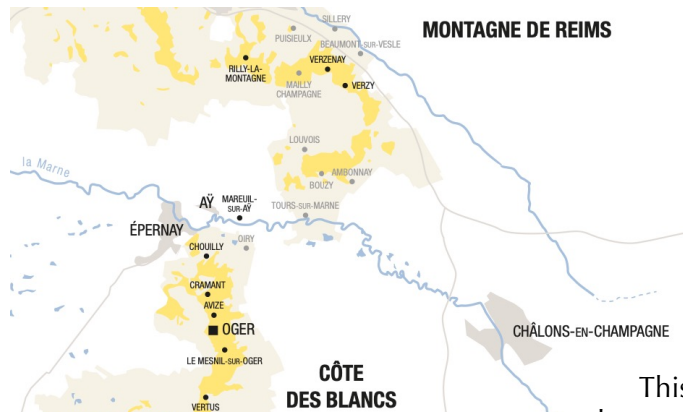 SILLERY
MONTAGNE DE REIMS
PUISIEULX
BEAUMONT-SUR-VESLE
VERZENAY
RILLY-LA-
MONTAGNE
MAILLY
CHAMPAGNE
VERZY
LOUVOIS
la Marne
AMBONNAY
BOUZY
AŸ
MAREUIL-
SUR-AŸ
TOURS-SUR-MARNE
ÉPERNAY
OIRY
CHOUILLY
CRAMANT
AVIZE
OGER
CHÂLONS-EN-CHAMPAGNE
LE MESNIL-SUR-OGER
CÔTE
DES BLANCS
This
VERTUS